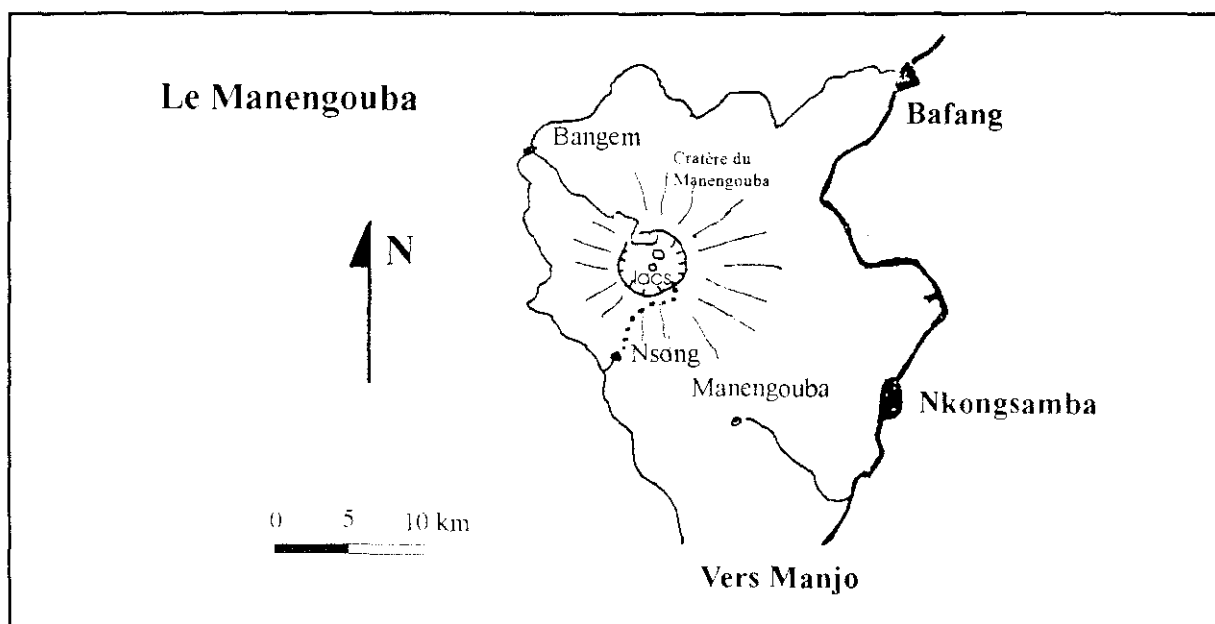 Le Manengouba
Bafang
Bangem
Cratère du
Manengouba
N
lacs
Nsong
Manengouba
Nkongsamba
0 5 10 km
Vers Manjo